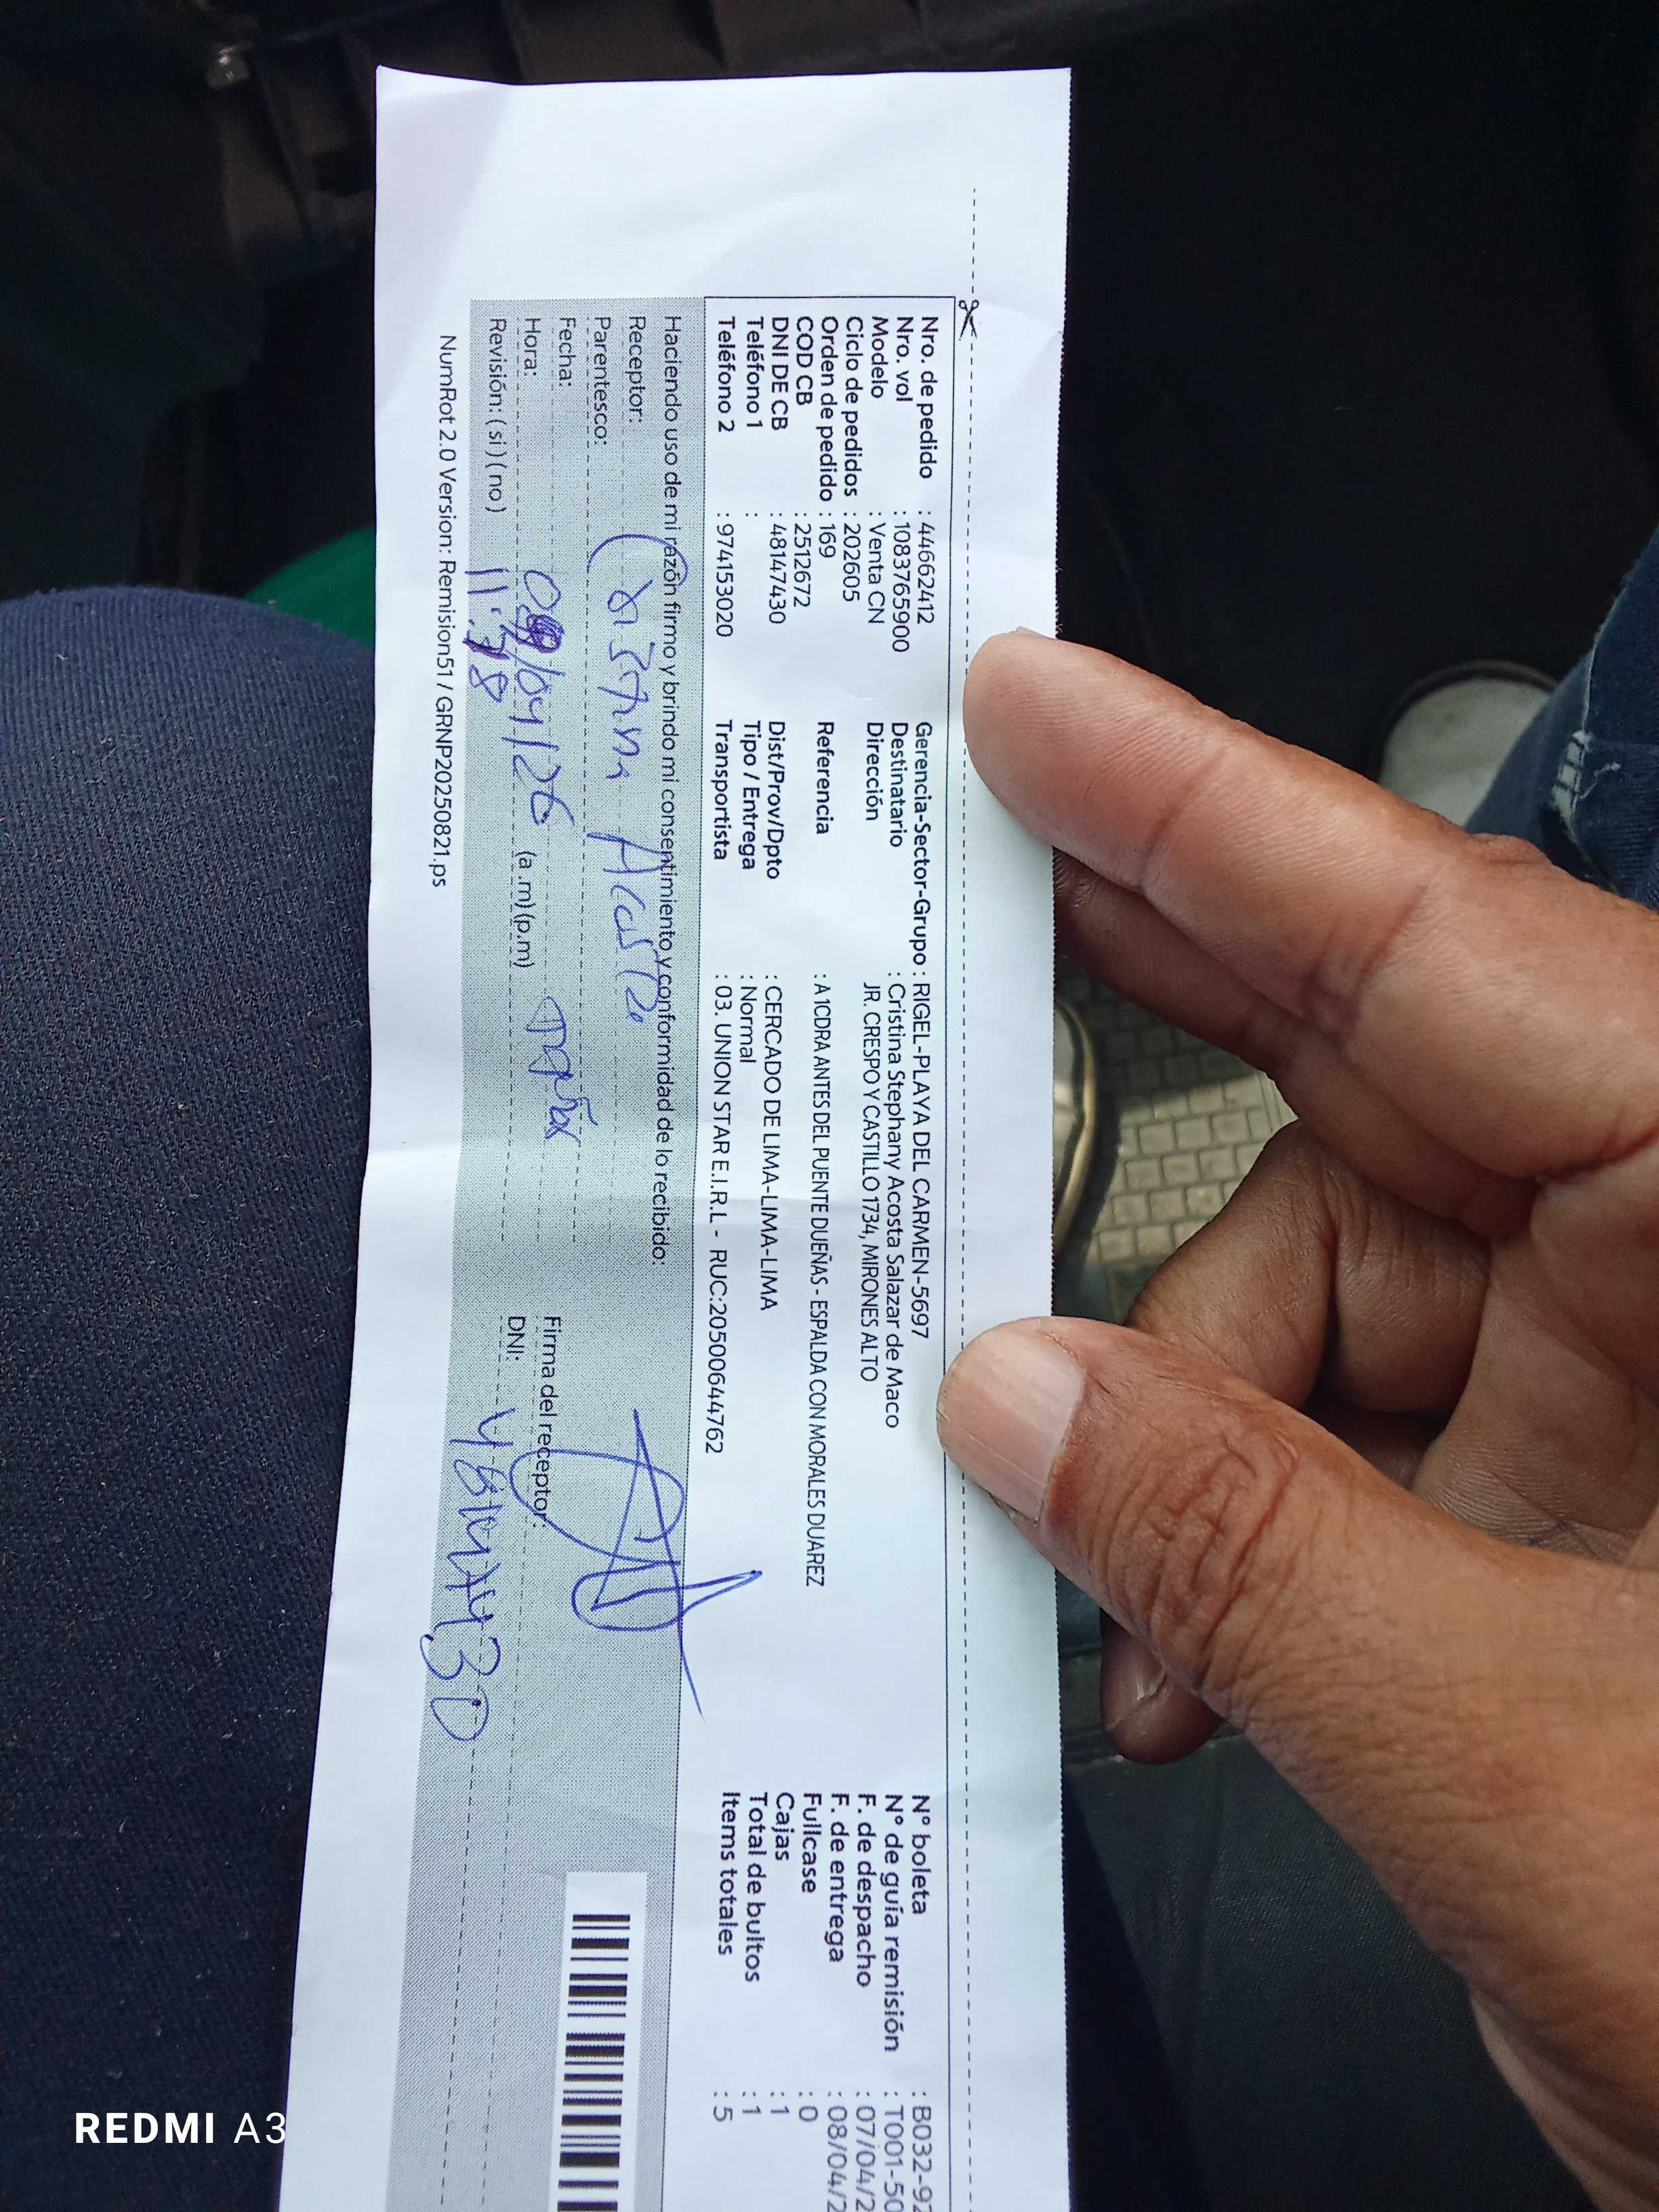 Nro. de pedido : 44662412
Nro. vol : 1083765900
Modelo : Venta CN
Ciclo de pedidos : 202605
Orden de pedido : 169
COD CB : 2512672
DNI DE CB : 48147430
Teléfono 1 :
Teléfono 2 : 974153020
Gerencia-Sector-Grupo : RIGEL-PLAYA DEL CARMEN-5697
Destinatario : Cristina Stephany Acosta Salazar de Maco
Dirección JR. CRESPO Y CASTILLO 1734, MIRONES ALTO
Referencia : A 1CDRA ANTES DEL PUENTE DUEÑAS - ESPALDA CON MORALES DUAREZ
Dist/Prov/Dpto : CERCADO DE LIMA-LIMA-LIMA
Tipo / Entrega : Normal
Transportista : 03. UNION STAR E.I.R.L - RUC:20500644762
N° boleta : B032-92
N° de guía remisión : T001-50
F. de despacho : 07/04/2
F. de entrega : 08/04/2
Fullcase : 0
Cajas : 1
Total de bultos : 1
Items totales : 5
Haciendo uso de mi razón firmo y brindo mi consentimiento y conformidad de lo recibido:
Receptor: Cristina Acosta
Parentesco:
Fecha: /04/26
Hora: (a.m) (p.m)
Revisión: ( si ) ( no )
Firma del receptor:
DNI: 48147430
NumRot 2.0 Version: Remision51 / GRNP20250821.ps
REDMI A3